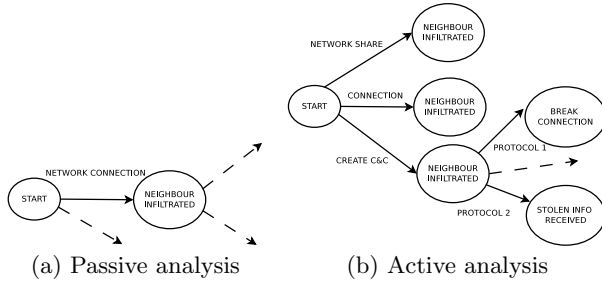 START
NETWORK CONNECTION
NEIGHBOUR
INFILTRATED
(a) Passive analysis
NETWORK SHARE
NEIGHBOUR
INFILTRATED
START
CONNECTION
NEIGHBOUR
INFILTRATED
CREATE C&C
NEIGHBOUR
INFILTRATED
PROTOCOL 1
BREAK
CONNECTION
PROTOCOL 2
STOLEN INFO
RECEIVED
(b) Active analysis